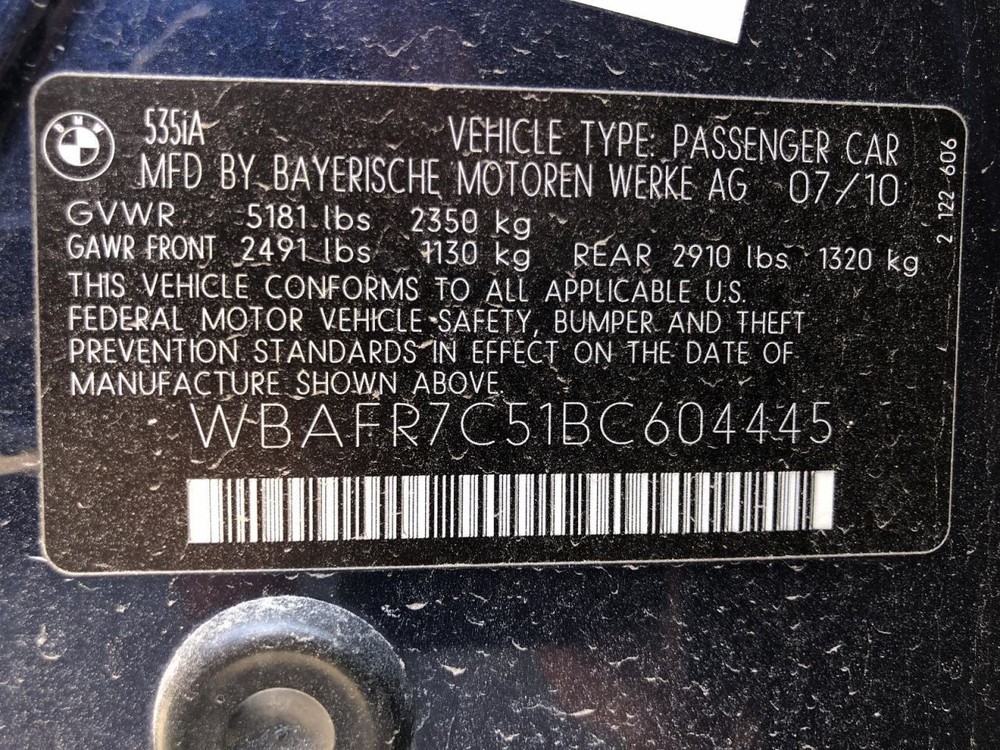 BMW
535iA
VEHICLE TYPE: PASSENGER CAR
MFD BY BAYERISCHE MOTOREN WERKE AG 07/10
GVWR 5181 lbs 2350 kg
GAWR FRONT 2491 lbs 1130 kg REAR 2910 lbs 1320 kg
THIS VEHICLE CONFORMS TO ALL APPLICABLE U.S.
FEDERAL MOTOR VEHICLE SAFETY, BUMPER AND THEFT
PREVENTION STANDARDS IN EFFECT ON THE DATE OF
MANUFACTURE SHOWN ABOVE.
WBAFR7C51BC604445
2 122 606